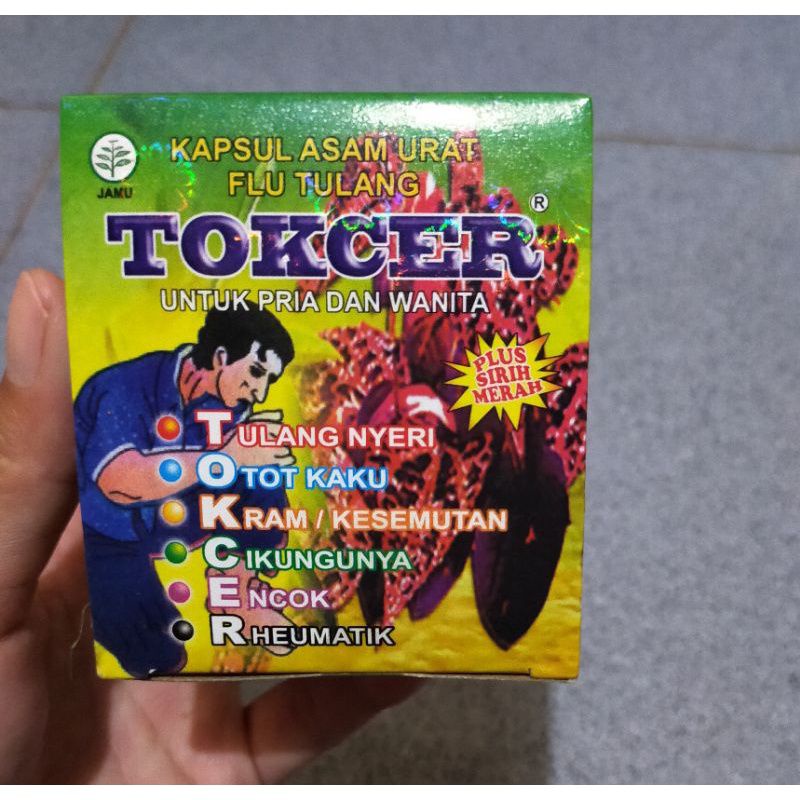 JAMU
KAPSUL ASAM URAT
FLU TULANG
TOKCER®
UNTUK PRIA DAN WANITA
PLUS
SIRIH
MERAH
TULANG NYERI
OTOT KAKU
KRAM / KESEMUTAN
CIKUNGUNYA
ENCOK
RHEUMATIK